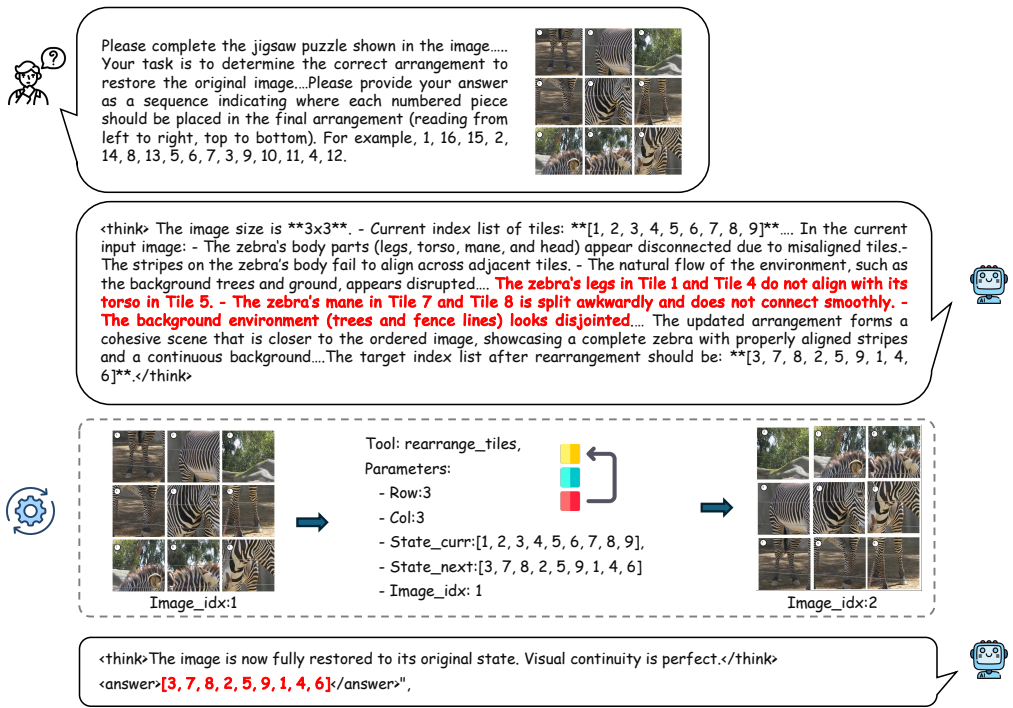 Please complete the jigsaw puzzle shown in the image.....
Your task is to determine the correct arrangement to
restore the original image....Please provide your answer
as a sequence indicating where each numbered piece
should be placed in the final arrangement (reading from
left to right, top to bottom). For example, 1, 16, 15, 2,
14, 8, 13, 5, 6, 7, 3, 9, 10, 11, 4, 12.
<think> The image size is **3x3**. - Current index list of tiles: **[1, 2, 3, 4, 5, 6, 7, 8, 9]**.... In the current
input image: - The zebra's body parts (legs, torso, mane, and head) appear disconnected due to misaligned tiles.-
The stripes on the zebra's body fail to align across adjacent tiles. - The natural flow of the environment, such as
the background trees and ground, appears disrupted.... The zebra's legs in Tile 1 and Tile 4 do not align with its
torso in Tile 5. - The zebra's mane in Tile 7 and Tile 8 is split awkwardly and does not connect smoothly. -
The background environment (trees and fence lines) looks disjointed.... The updated arrangement forms a
cohesive scene that is closer to the ordered image, showcasing a complete zebra with properly aligned stripes
and a continuous background....The target index list after rearrangement should be: **[3, 7, 8, 2, 5, 9, 1, 4,
6]**.</think>
Tool: rearrange_tiles,
Parameters:
- Row:3
- Col:3
- State_curr:[1, 2, 3, 4, 5, 6, 7, 8, 9],
- State_next:[3, 7, 8, 2, 5, 9, 1, 4, 6]
- Image_idx: 1
Image_idx:1
Image_idx:2
<think>The image is now fully restored to its original state. Visual continuity is perfect.</think>
<answer>[3, 7, 8, 2, 5, 9, 1, 4, 6]</answer>",